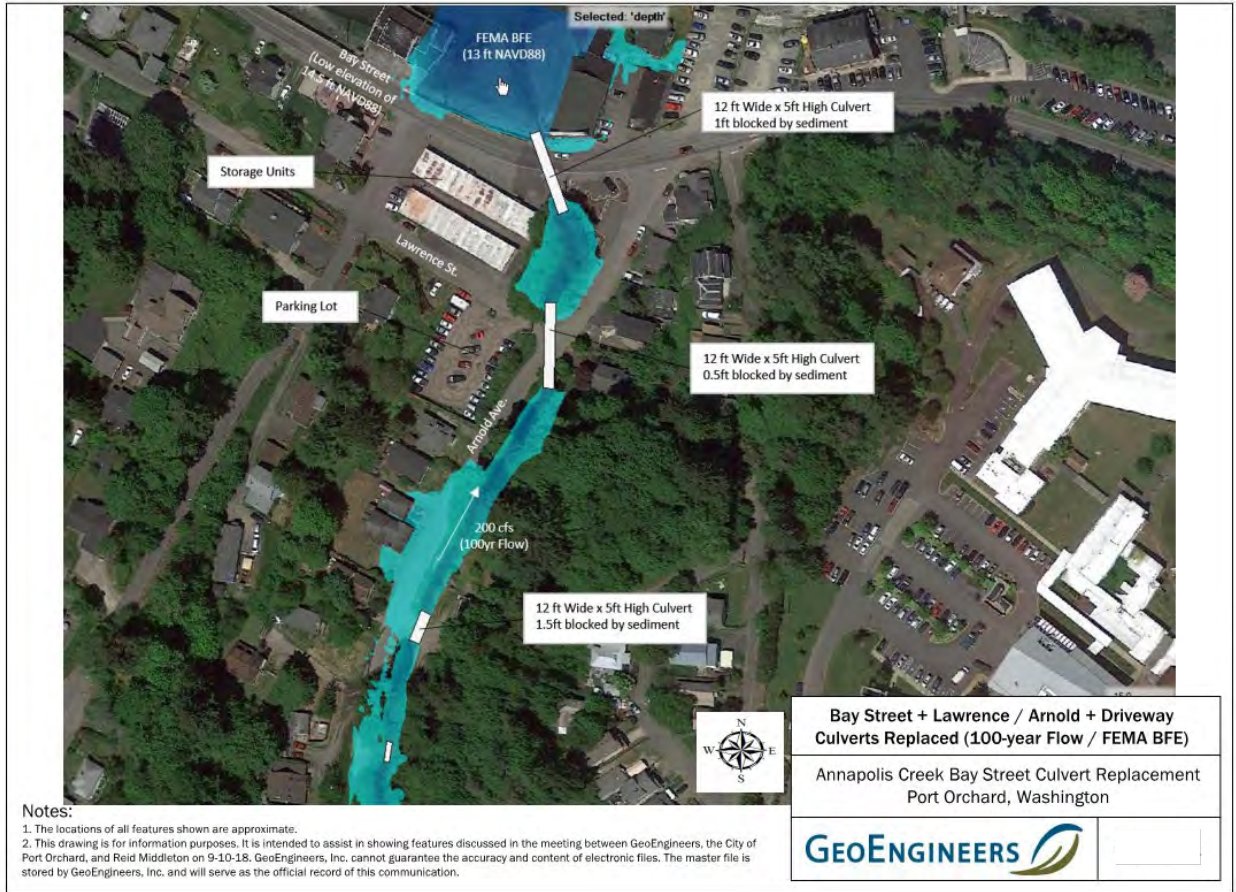 Selected: 'depth'
FEMA BFE
(13 ft NAVD88)
Bay Street
(Low elevation of
14.5 ft NAVD88)
12 ft Wide x 5ft High Culvert
1ft blocked by sediment
Storage Units
Lawrence St.
Parking Lot
12 ft Wide x 5ft High Culvert
0.5ft blocked by sediment
Arnold Ave.
200 cfs
(100yr Flow)
12 ft Wide x 5ft High Culvert
1.5ft blocked by sediment
N
W
E
S
Bay Street + Lawrence / Arnold + Driveway
Culverts Replaced (100-year Flow / FEMA BFE)
Annapolis Creek Bay Street Culvert Replacement
Port Orchard, Washington
GEOENGINEERS
Notes:
1. The locations of all features shown are approximate.
2. This drawing is for information purposes. It is intended to assist in showing features discussed in the meeting between GeoEngineers, the City of
Port Orchard, and Reid Middleton on 9-10-18. GeoEngineers, Inc. cannot guarantee the accuracy and content of electronic files. The master file is
stored by GeoEngineers, Inc. and will serve as the official record of this communication.